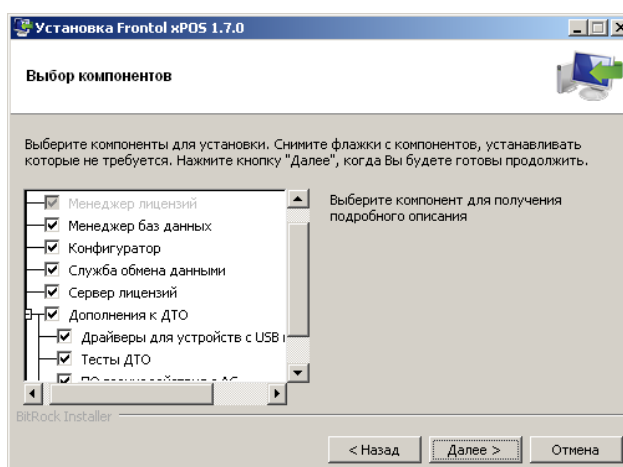 Установка Frontol xPOS 1.7.0
Выбор компонентов
Выберите компоненты для установки. Снимите флажки с компонентов, устанавливать
которые не требуется. Нажмите кнопку "Далее", когда Вы будете готовы продолжить.
Менеджер лицензий
Менеджер баз данных
Конфигуратор
Служба обмена данными
Сервер лицензий
Дополнения к ДТО
Драйверы для устройств с USB
Тесты ДТО
Выберите компонент для получения
подробного описания
BitRock Installer
< Назад
Далее >
Отмена